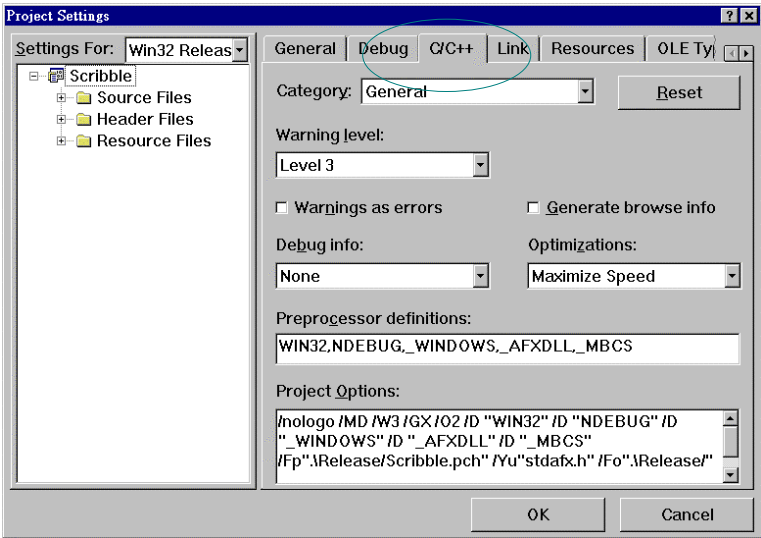 Project Settings
Settings For: Win32 Releas
Scribble
Source Files
Header Files
Resource Files
General Debug C/C++ Link Resources OLE Ty
Category: General Reset
Warning level:
Level 3
Warnings as errors Generate browse info
Debug info: Optimizations:
None Maximize Speed
Preprocessor definitions:
WIN32,NDEBUG,_WINDOWS,_AFXDLL,_MBCS
Project Options:
/nologo /MD /W3 /GX /O2 /D "WIN32" /D "NDEBUG" /D
"_WINDOWS" /D "_AFXDLL" /D "_MBCS"
/Fp".\Release/Scribble.pch" /Yu"stdafx.h" /Fo".\Release/"
OK Cancel